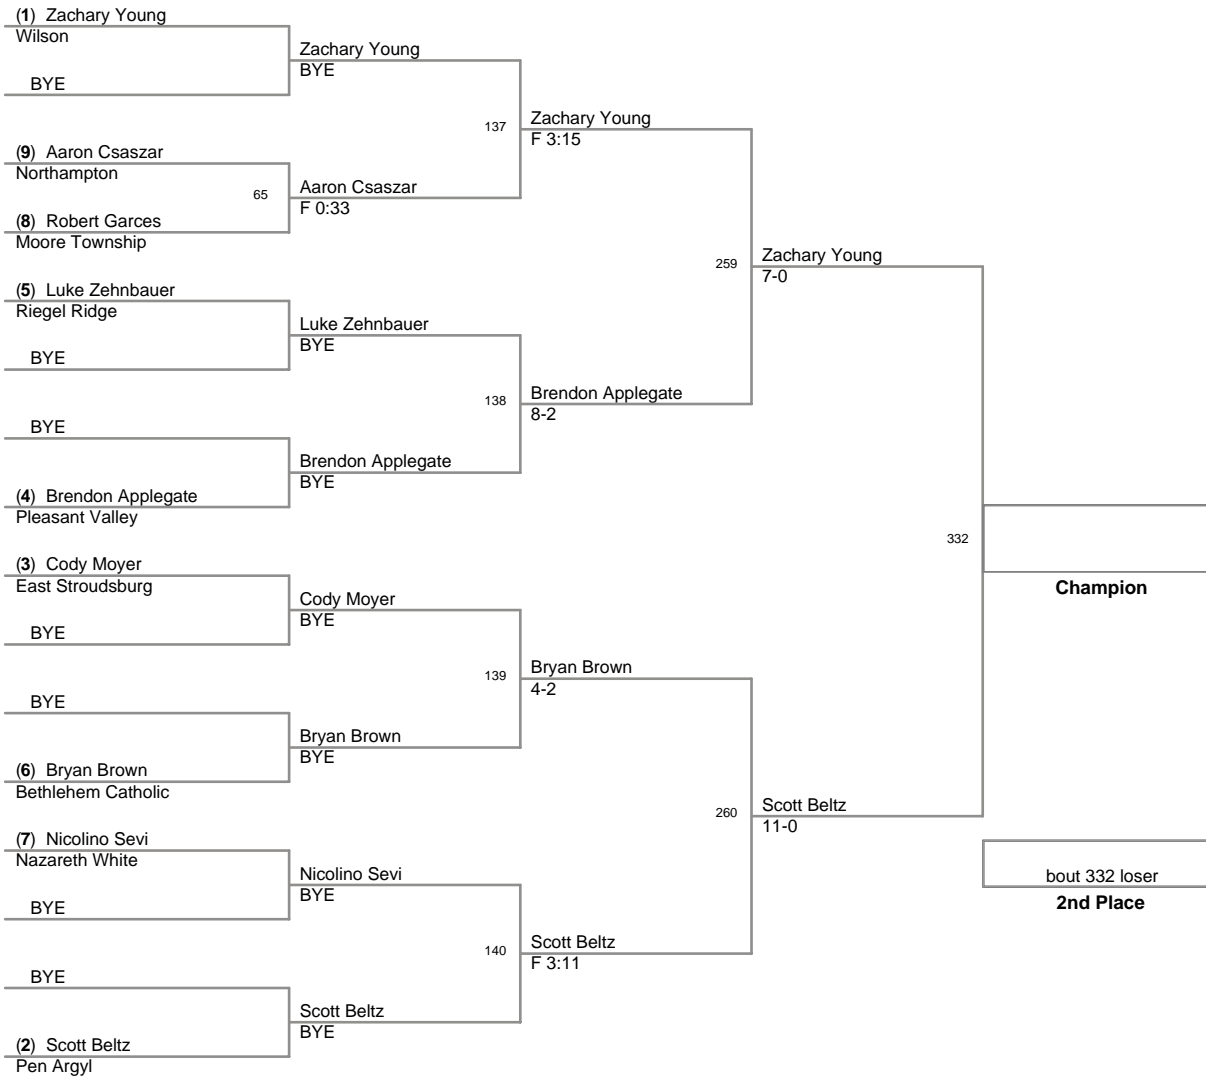 (1) Zachary Young
Wilson
BYE
(9) Aaron Csaszar
Northampton
(8) Robert Garces
Moore Township
(5) Luke Zehnbauer
Riegel Ridge
BYE
BYE
(4) Brendon Applegate
Pleasant Valley
(3) Cody Moyer
East Stroudsburg
BYE
BYE
(6) Bryan Brown
Bethlehem Catholic
(7) Nicolino Sevi
Nazareth White
BYE
BYE
(2) Scott Beltz
Pen Argyl
Zachary Young
BYE
65
Aaron Csaszar
F 0:33
Luke Zehnbauer
BYE
Brendon Applegate
BYE
Cody Moyer
BYE
Bryan Brown
BYE
Nicolino Sevi
BYE
Scott Beltz
BYE
137
Zachary Young
F 3:15
138
Brendon Applegate
8-2
139
Bryan Brown
4-2
140
Scott Beltz
F 3:11
259
Zachary Young
7-0
260
Scott Beltz
11-0
332
Champion
bout 332 loser
2nd Place